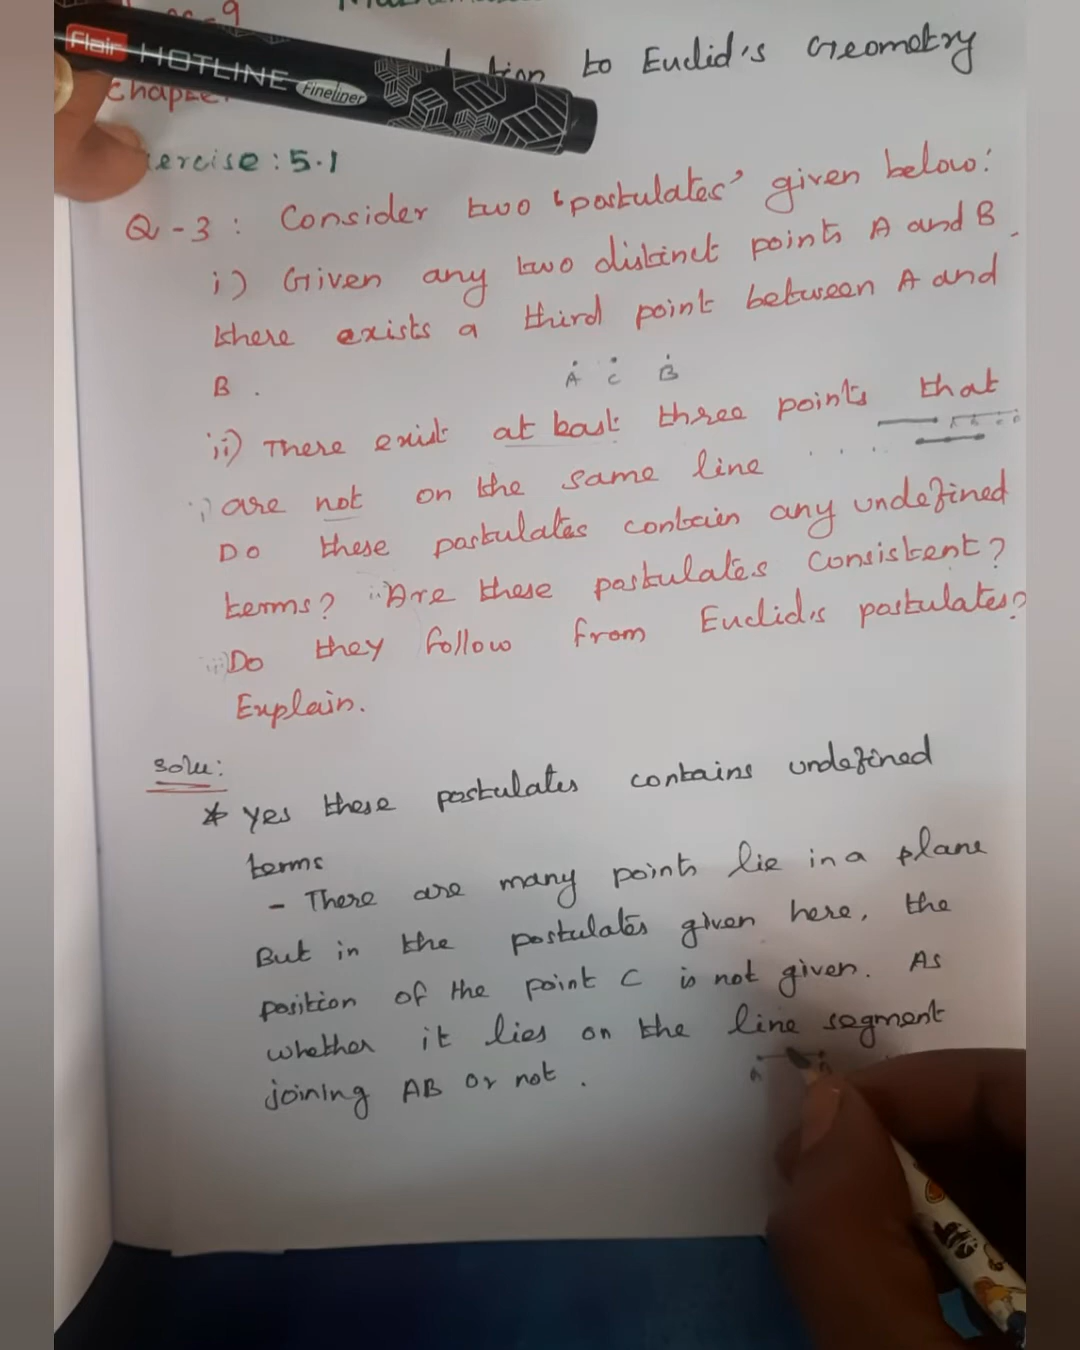 -9
Flair HOTLINE Fineliner
tion to Euclid's Geometry
Chapte
ercise : 5.1
Q-3 : Consider two 'postulates' given below:
i) Given any two distinct points A and B
there exists a third point between A and
B .
A C B
ii) There exist at least three points that
i) are not on the same line
Do these postulates contain any undefined
terms? ii) Are these postulates consistent?
iii) Do they follow from Euclid's postulates?
Explain.
Solu:
* Yes these postulates contains undefined
terms
- There are many points lie in a plane
But in the postulates given here, the
position of the point C is not given. As
whether it lies on the line segment
joining AB or not .
A B